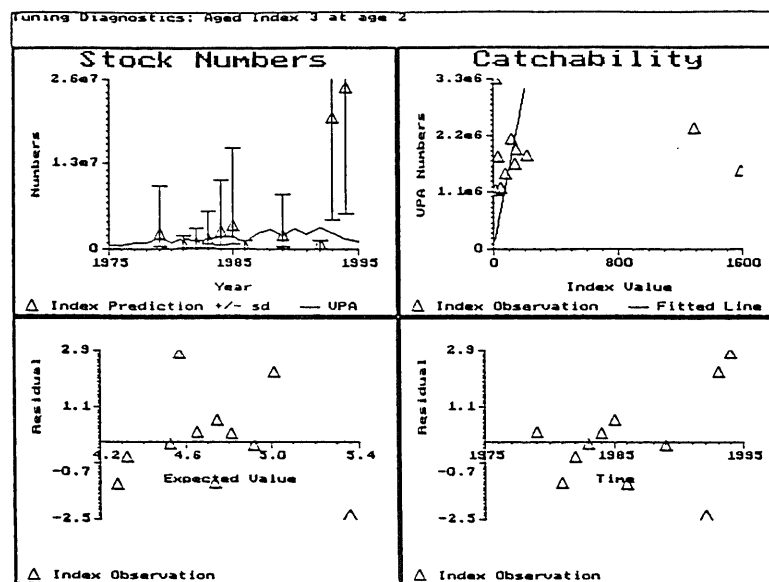 Tuning Diagnostics: Aged Index 3 at age 2
Stock Numbers
2.6e7
1.3e7
0
Numbers
1975 1985 1995
Year
△ Index Prediction +/- sd — VPA
Catchability
3.3e6
2.2e6
1.1e6
0
VPA Numbers
0 800 1600
Index Value
△ Index Observation — Fitted Line
2.9
1.1
-0.7
-2.5
Residual
4.2 4.6 5.0 5.4
Expected Value
△ Index Observation
2.9
1.1
-0.7
-2.5
Residual
1975 1985 1995
Time
△ Index Observation